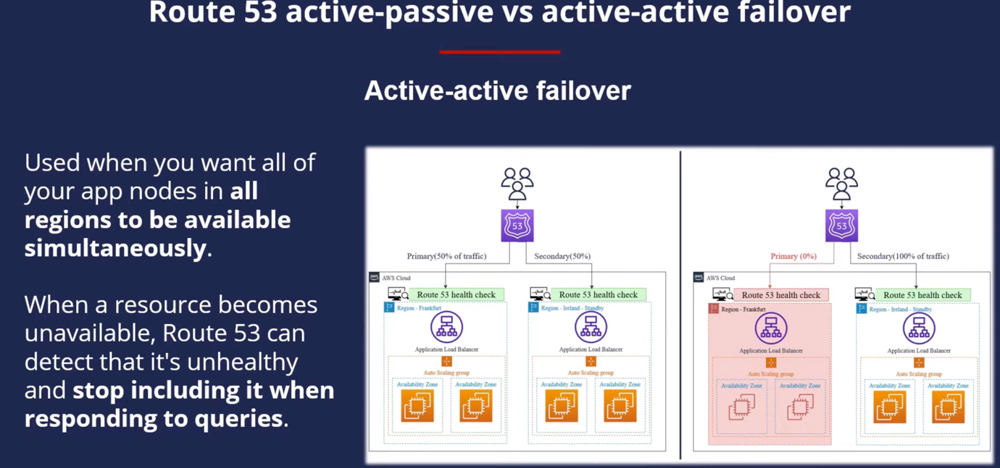 Route 53 active-passive vs active-active failover
Active-active failover
Used when you want all of
your app nodes in all
regions to be available
simultaneously.
When a resource becomes
unavailable, Route 53 can
detect that it's unhealthy
and stop including it when
responding to queries.
53
Primary(50% of traffic)
Secondary(50%)
aws
AWS Cloud
Route 53 health check
Route 53 health check
Region - Frankfurt
Region - Ireland - Standby
Application Load Balancer
Application Load Balancer
Auto Scaling group
Auto Scaling group
Availability Zone
Availability Zone
Availability Zone
Availability Zone
53
Primary (0%)
Secondary(100% of traffic)
aws
AWS Cloud
Route 53 health check
Route 53 health check
Region - Frankfurt
Region - Ireland - Standby
Application Load Balancer
Application Load Balancer
Auto Scaling group
Auto Scaling group
Availability Zone
Availability Zone
Availability Zone
Availability Zone